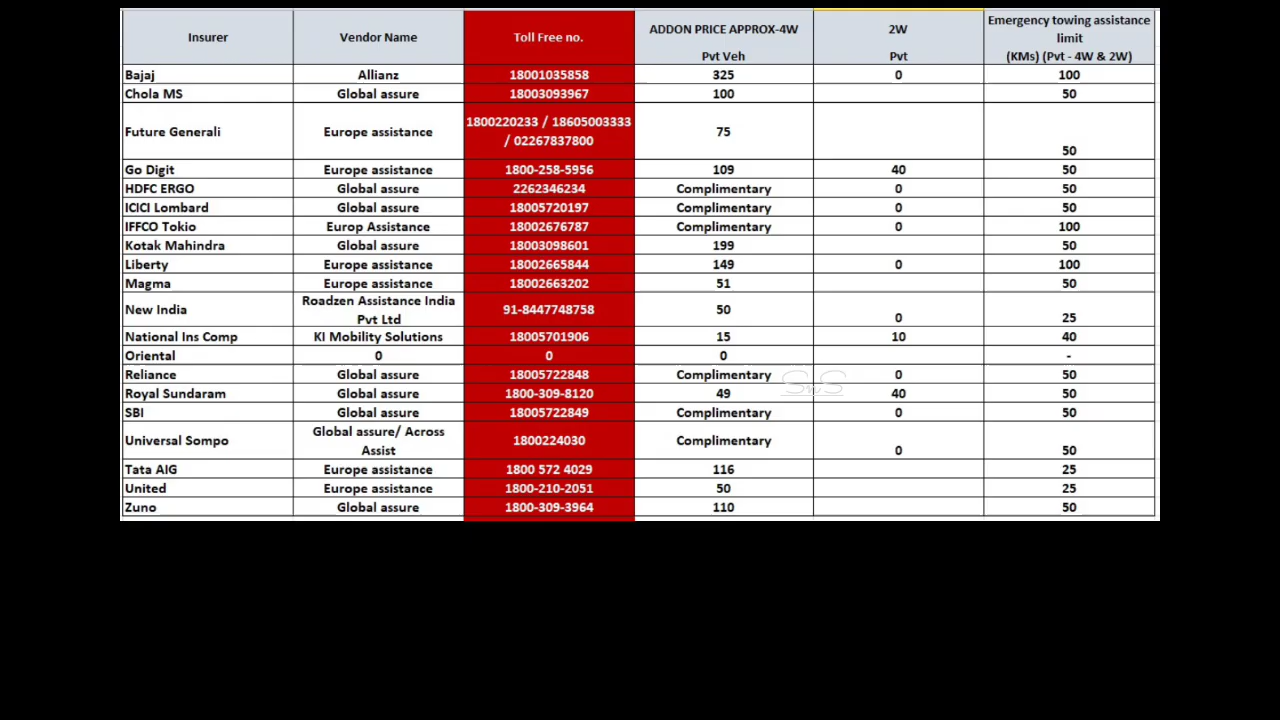 Insurer Vendor Name Toll Free no. ADDON PRICE APPROX-4W Pvt Veh 2W Pvt Emergency towing assistance limit (KMs) (Pvt - 4W & 2W)
Bajaj Allianz 18001035858 325 0 100
Chola MS Global assure 18003093967 100 50
Future Generali Europe assistance 1800220233 / 18605003333 / 02267837800 75 50
Go Digit Europe assistance 1800-258-5956 109 40 50
HDFC ERGO Global assure 2262346234 Complimentary 0 50
ICICI Lombard Global assure 18005720197 Complimentary 0 50
IFFCO Tokio Europ Assistance 18002676787 Complimentary 0 100
Kotak Mahindra Global assure 18003098601 199 50
Liberty Europe assistance 18002665844 149 0 100
Magma Europe assistance 18002663202 51 50
New India Roadzen Assistance India Pvt Ltd 91-8447748758 50 0 25
National Ins Comp KI Mobility Solutions 18005701906 15 10 40
Oriental 0 0 0 -
Reliance Global assure 18005722848 Complimentary 0 50
Royal Sundaram Global assure 1800-309-8120 49 40 50
SBI Global assure 18005722849 Complimentary 0 50
Universal Sompo Global assure/ Across Assist 1800224030 Complimentary 0 50
Tata AIG Europe assistance 1800 572 4029 116 25
United Europe assistance 1800-210-2051 50 25
Zuno Global assure 1800-309-3964 110 50